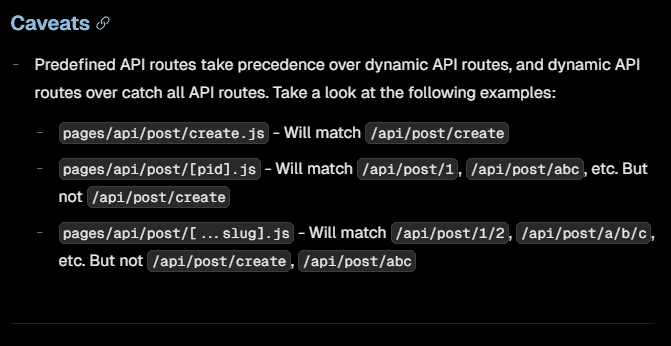 Caveats
- Predefined API routes take precedence over dynamic API routes, and dynamic API
routes over catch all API routes. Take a look at the following examples:
- pages/api/post/create.js - Will match /api/post/create
- pages/api/post/[pid].js - Will match /api/post/1, /api/post/abc, etc. But
not /api/post/create
- pages/api/post/[...slug].js - Will match /api/post/1/2, /api/post/a/b/c,
etc. But not /api/post/create, /api/post/abc